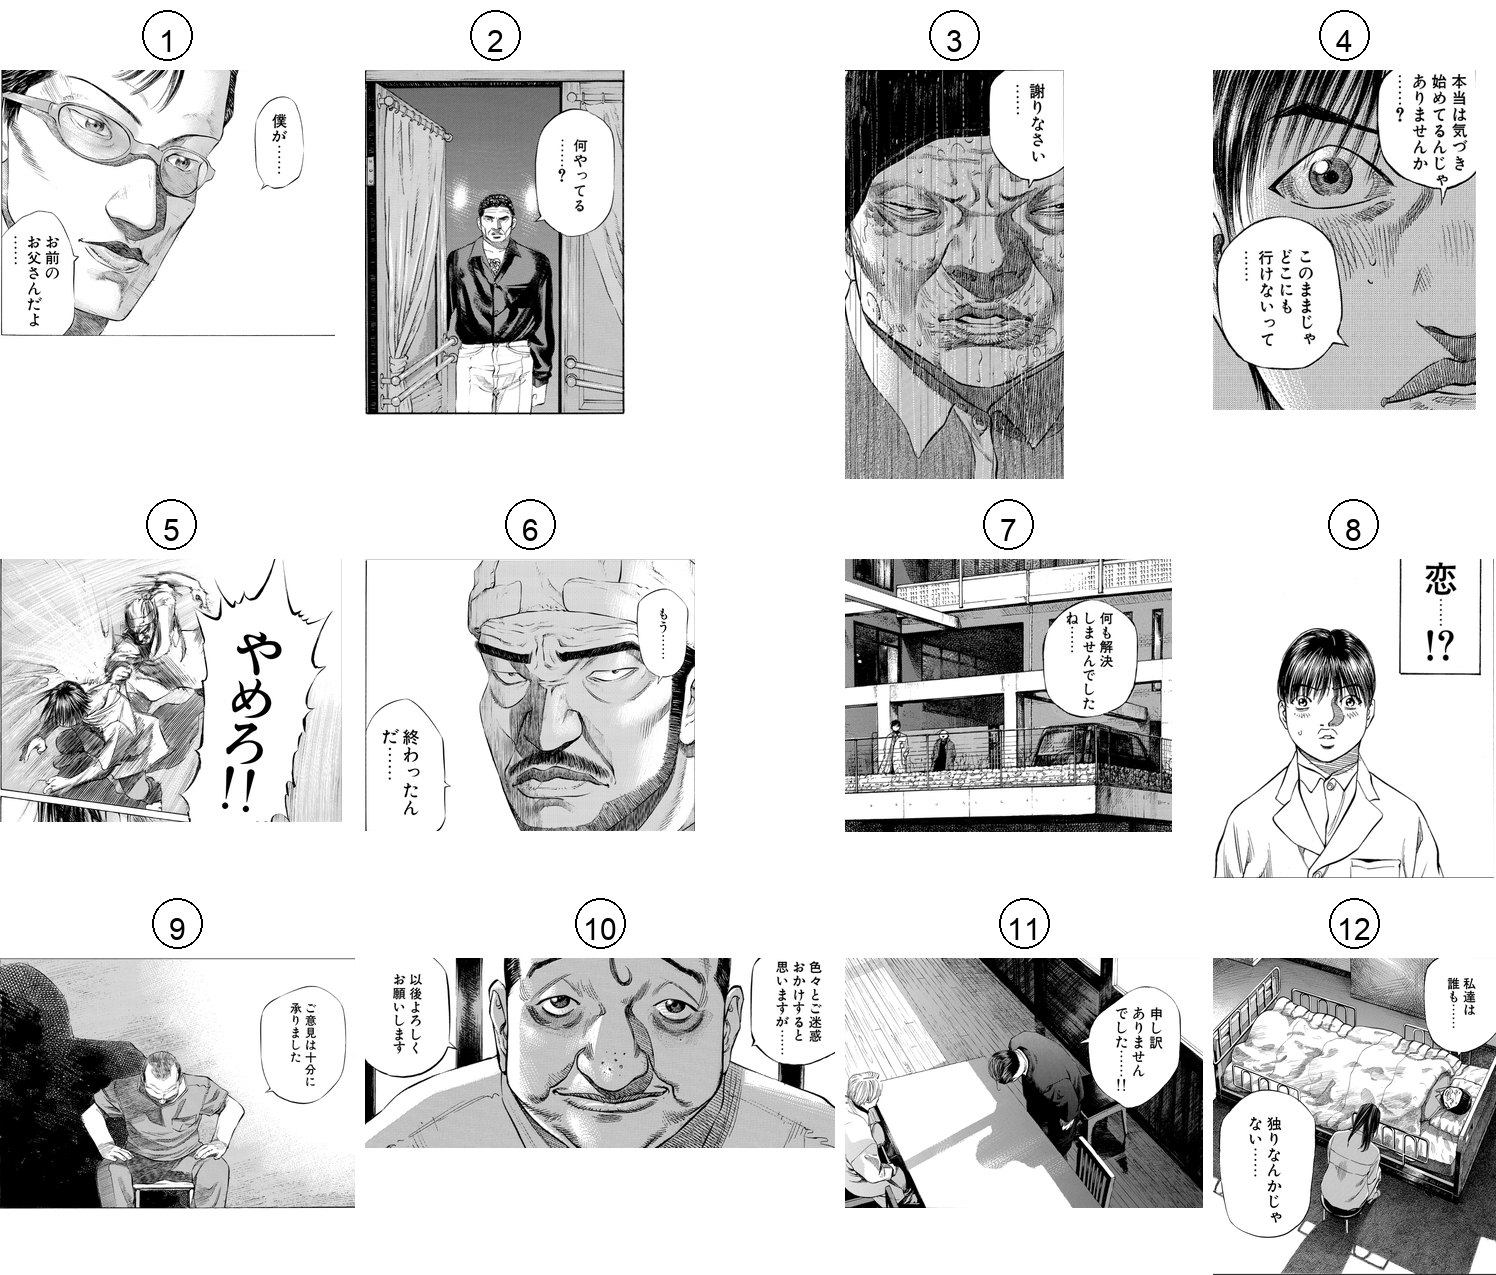 1
僕が……
お前の
お父さんだよ
……
2
何やってる
……?
3
謝りなさい
……
4
本当は気づき
始めてるんじゃ
ありませんか
……?
このままじゃ
どこにも
行けないって
……
5
やめろ!!
6
もう……
終わったん
だ……
7
何も解決
しませんでした
ね……
8
恋……!?
9
ご意見は十分に
承りました
10
色々とご迷惑
おかけすると
思いますが……
以後よろしく
お願いします
11
申し訳
ありません
でした……!!
12
私達は
誰も……
独りなんかじゃ
ない……